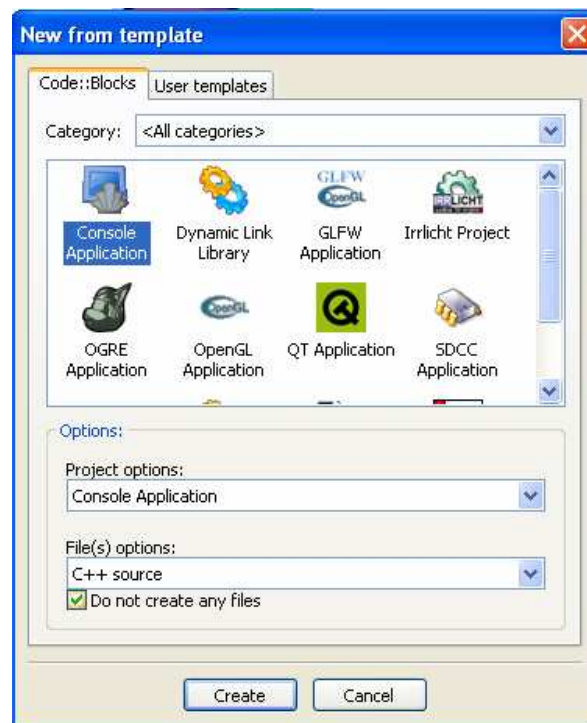 New from template
Code::Blocks
User templates
Category:
<All categories>
GLFW
OpenGL
IRRLICHT
Console
Application
Dynamic Link
Library
GLFW
Application
Irrlicht Project
OpenGL
OGRE
Application
OpenGL
Application
QT Application
SDCC
Application
Options:
Project options:
Console Application
File(s) options:
C++ source
Do not create any files
Create
Cancel